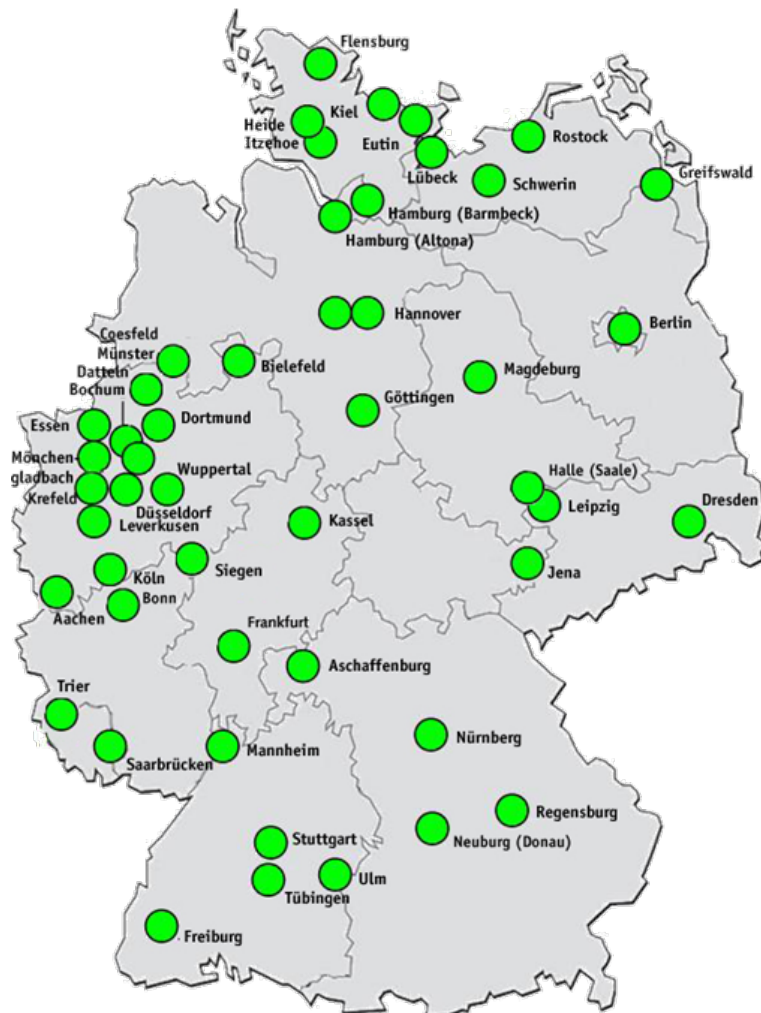 Flensburg
Kiel
Heide
Itzehoe
Eutin
Lübeck
Rostock
Schwerin
Greifswald
Hamburg (Barmbeck)
Hamburg (Altona)
Hannover
Berlin
Coesfeld
Münster
Datteln
Bochum
Bielefeld
Magdeburg
Göttingen
Essen
Dortmund
Mönchen-
gladbach
Krefeld
Wuppertal
Düsseldorf
Leverkusen
Halle (Saale)
Leipzig
Dresden
Kassel
Siegen
Jena
Köln
Bonn
Aachen
Frankfurt
Aschaffenburg
Trier
Saarbrücken
Mannheim
Nürnberg
Regensburg
Neuburg (Donau)
Stuttgart
Ulm
Tübingen
Freiburg